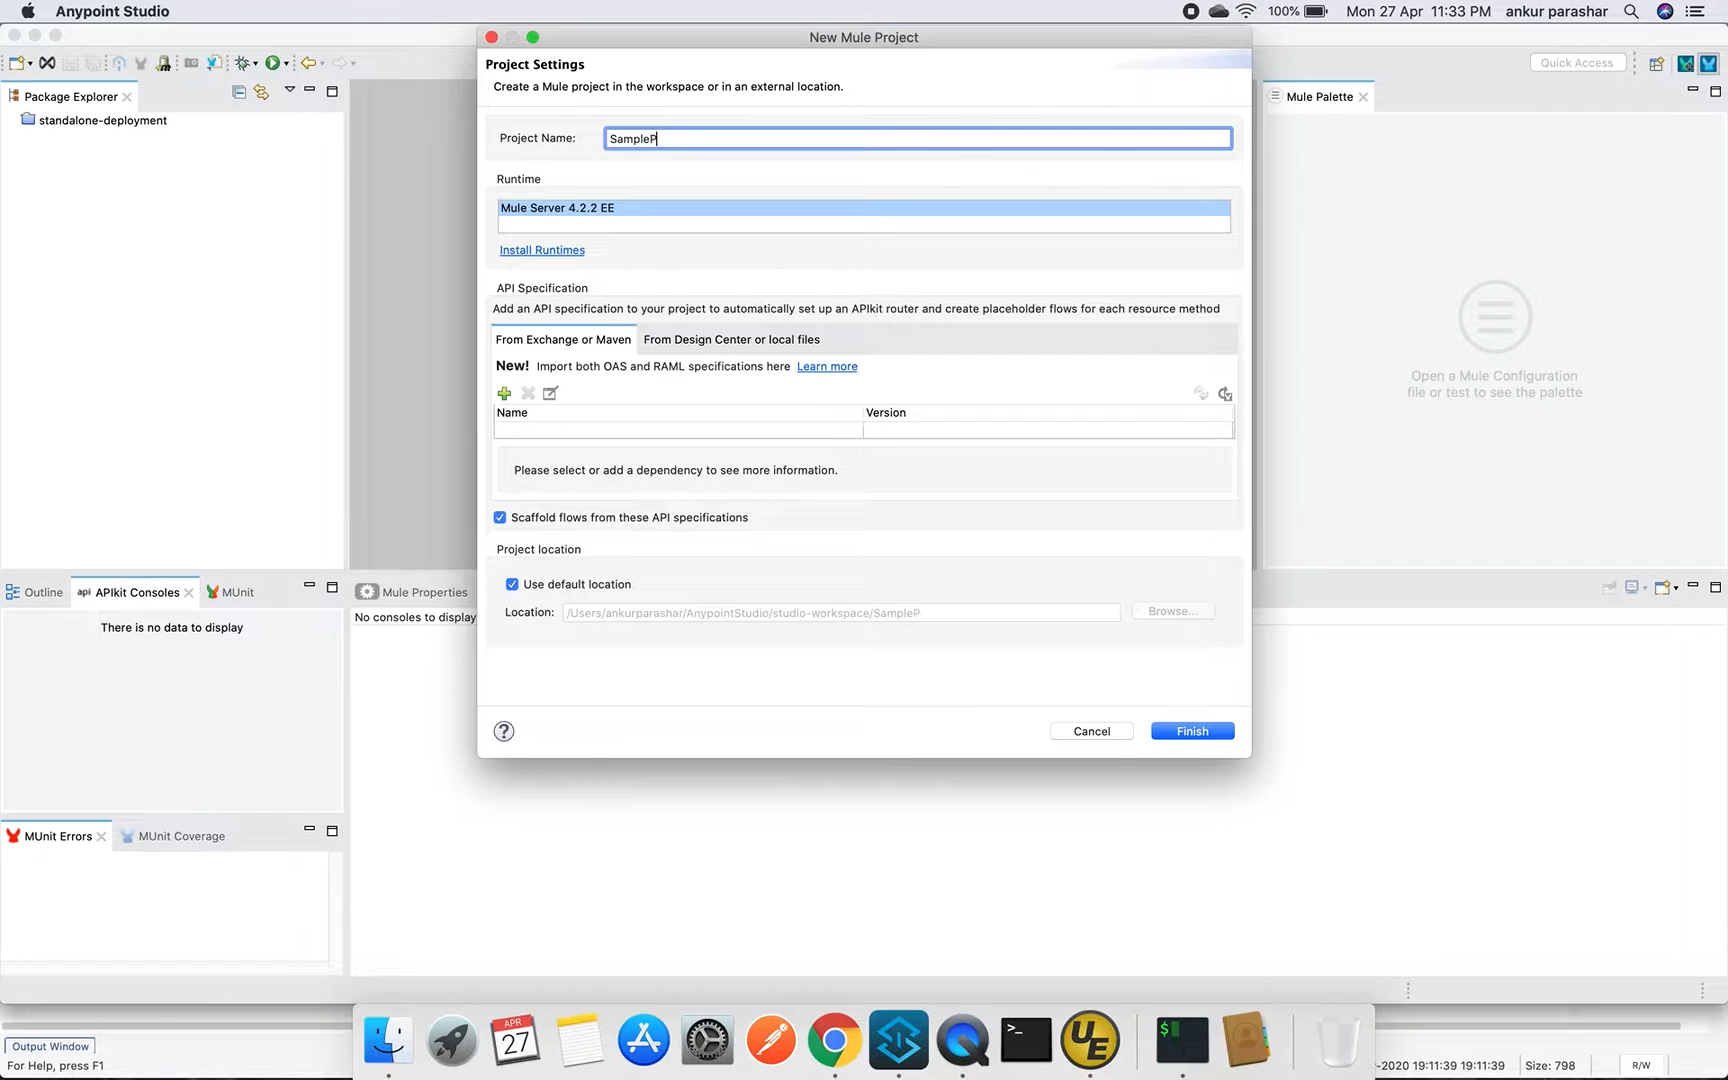 Anypoint Studio
100%
Mon 27 Apr 11:33 PM
ankur parashar
New Mule Project
Project Settings
Create a Mule project in the workspace or in an external location.
Quick Access
Package Explorer
standalone-deployment
Mule Palette
Project Name: SampleP
Runtime
Mule Server 4.2.2 EE
Install Runtimes
API Specification
Add an API specification to your project to automatically set up an APIkit router and create placeholder flows for each resource method
From Exchange or Maven
From Design Center or local files
New! Import both OAS and RAML specifications here Learn more
Name
Version
Please select or add a dependency to see more information.
Scaffold flows from these API specifications
Project location
Use default location
Location: /Users/ankurparashar/AnypointStudio/studio-workspace/SampleP
Browse...
Cancel
Finish
Open a Mule Configuration
file or test to see the palette
Outline
api APIkit Consoles
MUnit
Mule Properties
There is no data to display
No consoles to display
MUnit Errors
MUnit Coverage
APR
27
>_
UE
$
Output Window
For Help, press F1
-2020 19:11:39 19:11:39
Size: 798
R/W